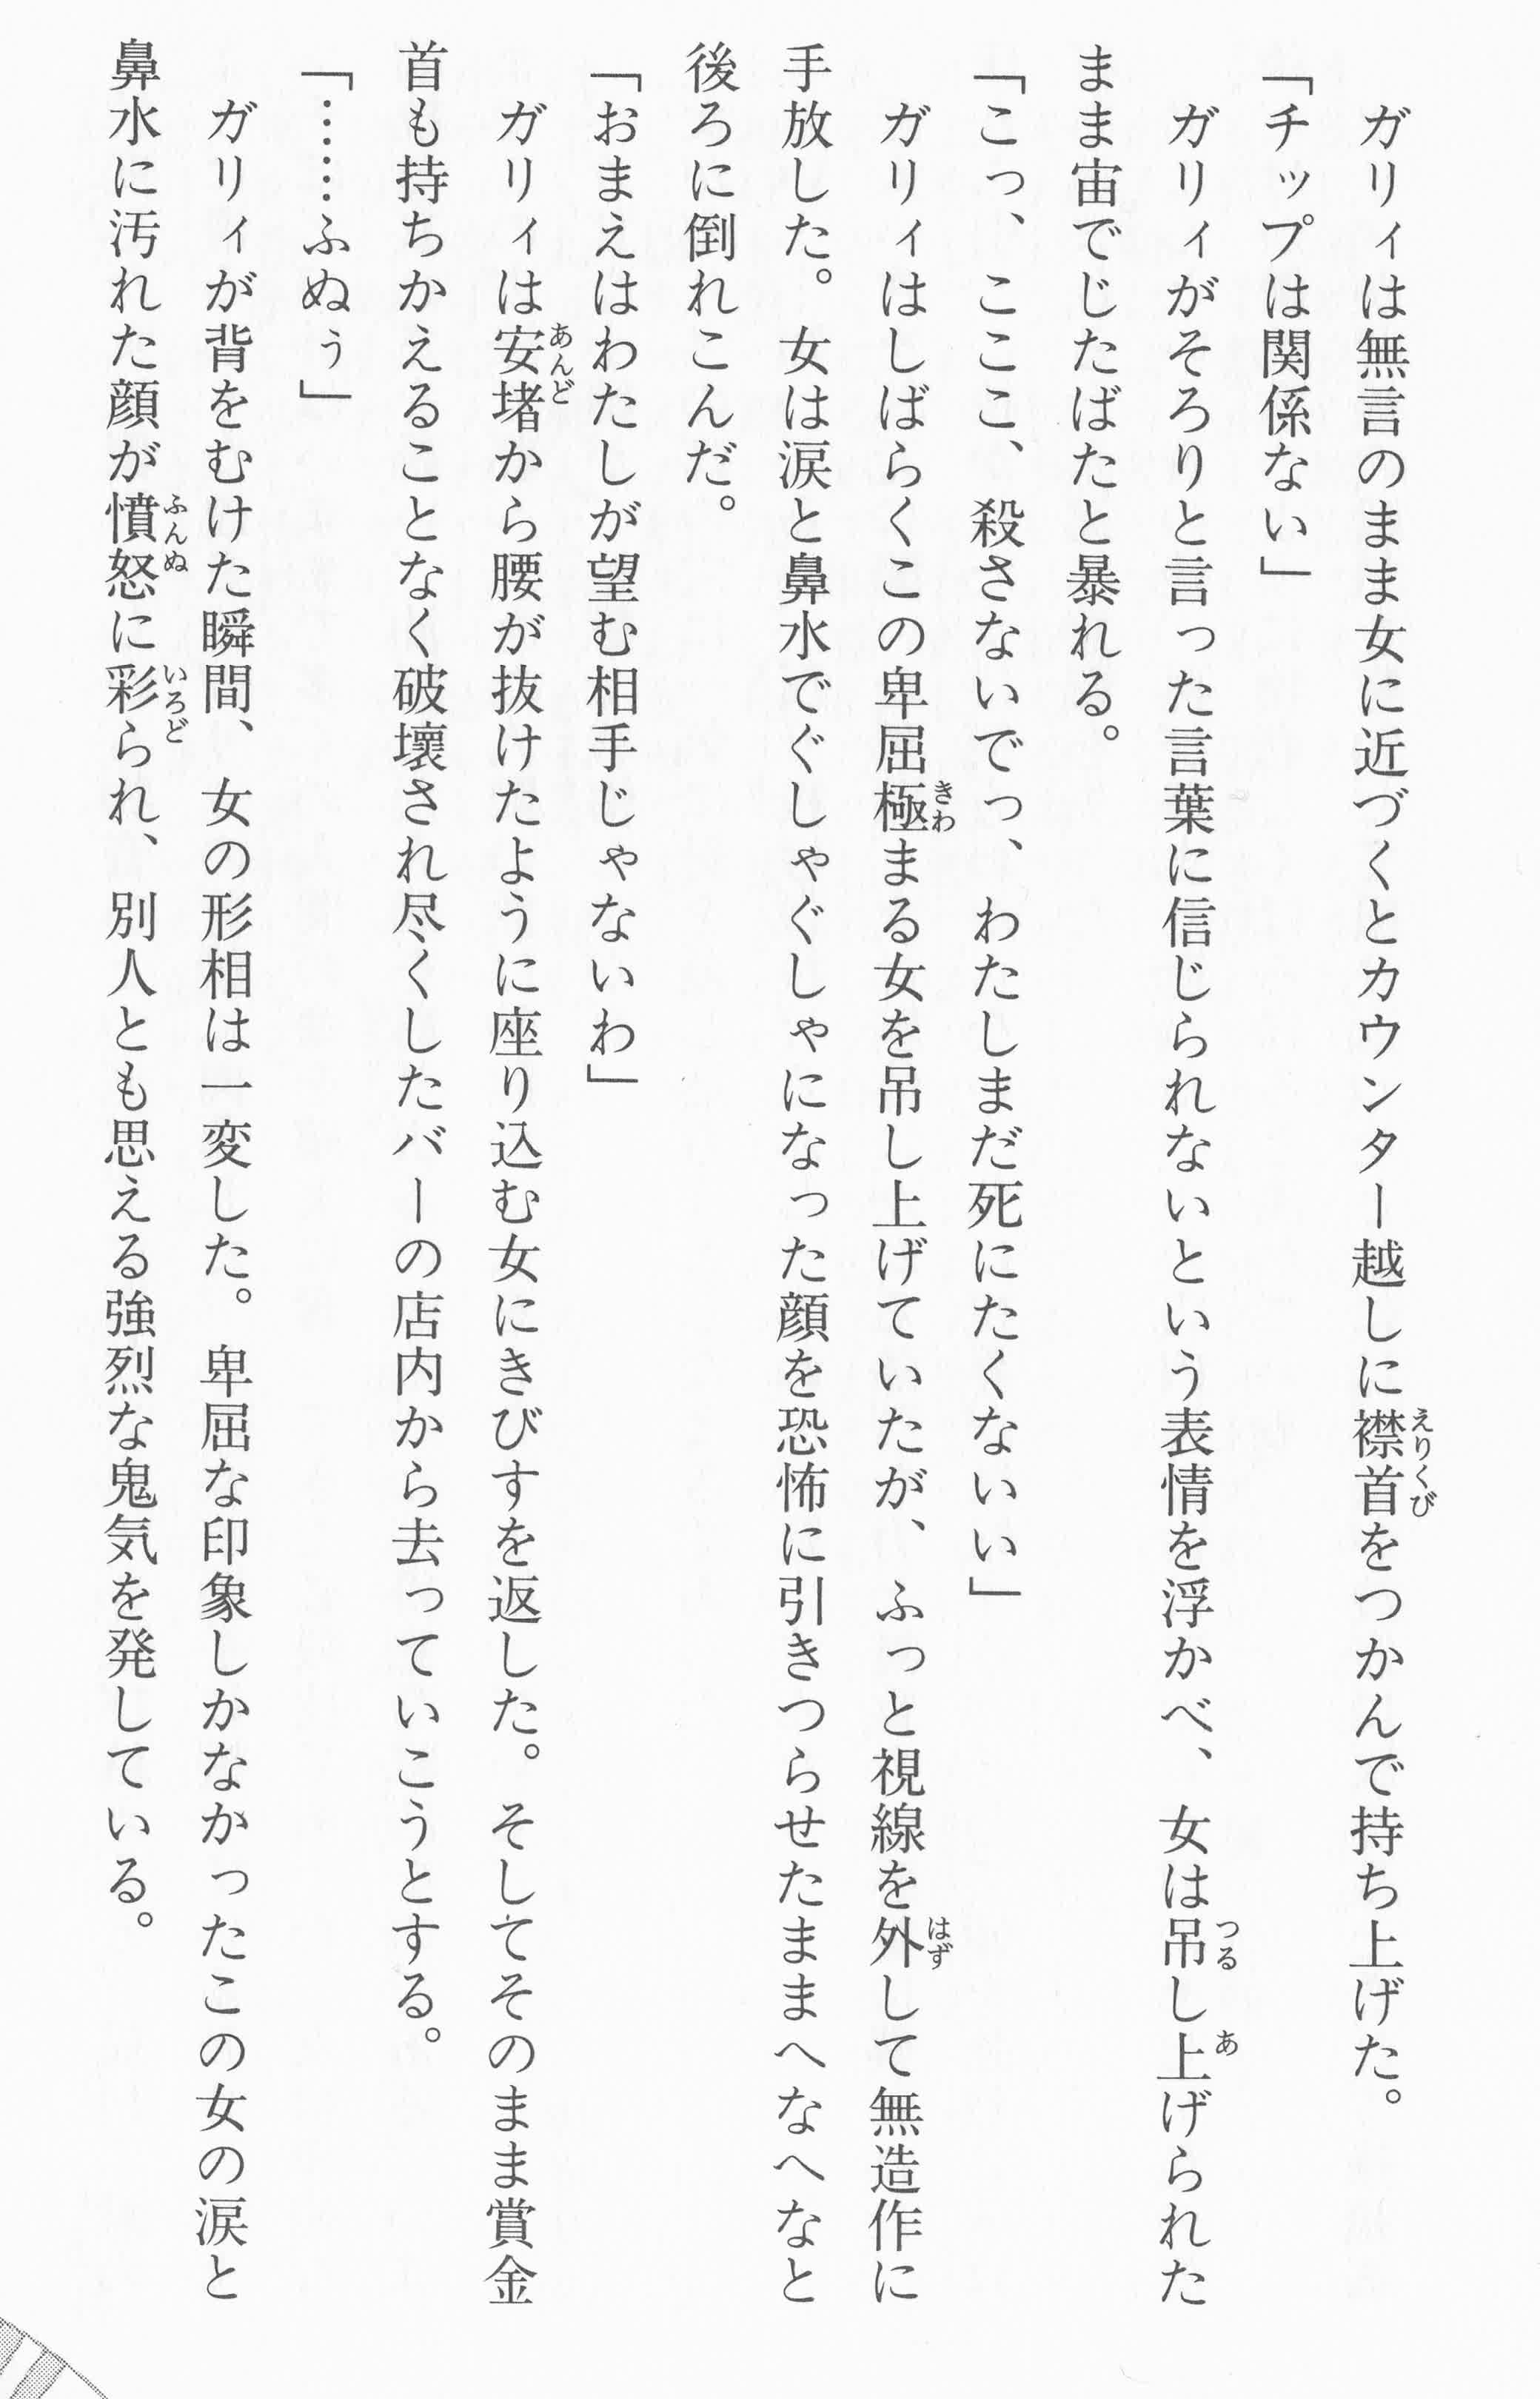 ガリィは無言のまま女に近づくとカウンター越しに襟首をつかんで持ち上げた。
「チップは関係ない」
　ガリィがそろりと言った言葉に信じられないという表情を浮かべ、女は吊し上げられた
まま宙でじたばたと暴れる。
「こっ、こここ、殺さないでっ、わたしまだ死にたくないい」
　ガリィはしばらくこの卑屈極まる女を吊し上げていたが、ふっと視線を外して無造作に
手放した。女は涙と鼻水でぐしゃぐしゃになった顔を恐怖に引きつらせたままへなへなと
後ろに倒れこんだ。
「おまえはわたしが望む相手じゃないわ」
　ガリィは安堵から腰が抜けたように座り込む女にきびすを返した。そしてそのまま賞金
首も持ちかえることなく破壊され尽くしたバーの店内から去っていこうとする。
「……ふぬぅ」
　ガリィが背をむけた瞬間、女の形相は一変した。卑屈な印象しかなかったこの女の涙と
鼻水に汚れた顔が憤怒に彩られ、別人とも思える強烈な鬼気を発している。